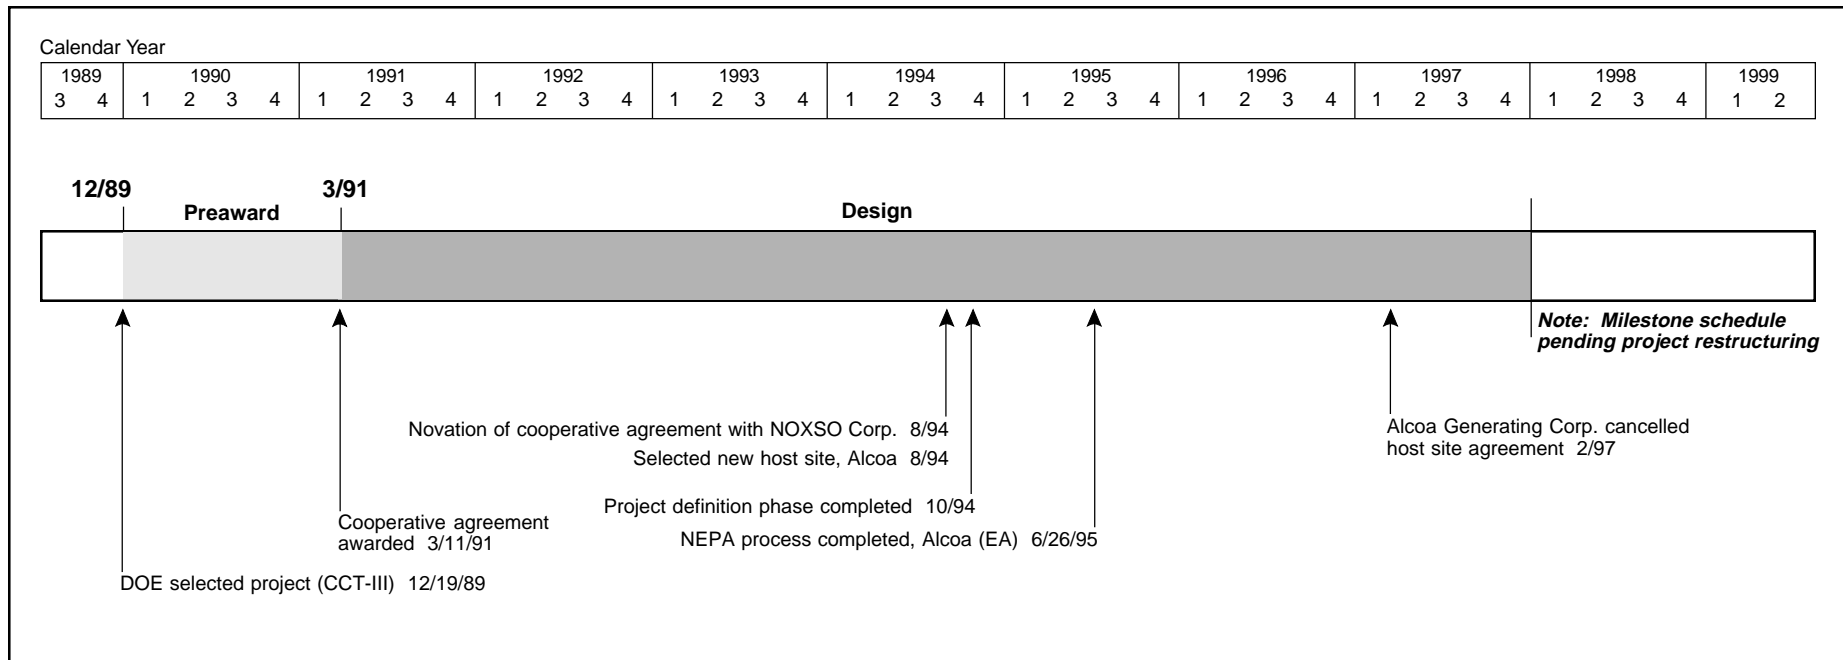 Calendar Year
1989 1990 1991 1992 1993 1994 1995 1996 1997 1998 1999
3 4 1 2 3 4 1 2 3 4 1 2 3 4 1 2 3 4 1 2 3 4 1 2 3 4 1 2 3 4 1 2 3 4 1 2 3 4 1 2
12/89 3/91
Preaward Design
Note: Milestone schedule
pending project restructuring
Novation of cooperative agreement with NOXSO Corp. 8/94
Selected new host site, Alcoa 8/94
Alcoa Generating Corp. cancelled
host site agreement 2/97
Project definition phase completed 10/94
Cooperative agreement
awarded 3/11/91
NEPA process completed, Alcoa (EA) 6/26/95
DOE selected project (CCT-III) 12/19/89